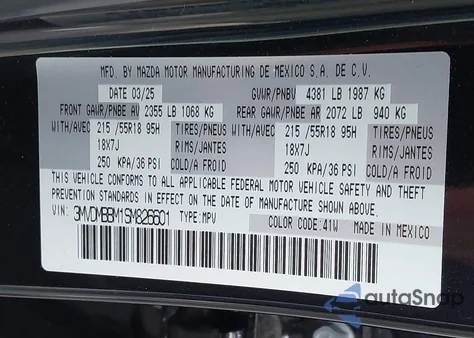 MFD. BY MAZDA MOTOR MANUFACTURING DE MEXICO S.A. DE C.V.
DATE 03/25 GVWR/PNBV 4381 LB 1987 KG
FRONT GAWR/PNBE AV 2355 LB 1068 KG REAR GAWR/PNBE AR 2072 LB 940 KG
WITH/AVEC 215 /55R18 95H TIRES/PNEUS WITH/AVEC 215 /55R18 95H TIRES/PNEUS
18X7J RIMS/JANTES 18X7J RIMS/JANTES
250 KPA/36 PSI COLD/A FROID 250 KPA/36 PSI COLD/A FROID
THIS VEHICLE CONFORMS TO ALL APPLICABLE FEDERAL MOTOR VEHICLE SAFETY AND THEFT
PREVENTION STANDARDS IN EFFECT ON THE DATE OF MANUFACTURE SHOWN ABOVE.
VIN: 3MVDMBBM1SM826601 TYPE: MPV COLOR CODE: 41W MADE IN MEXICO
autoSnap